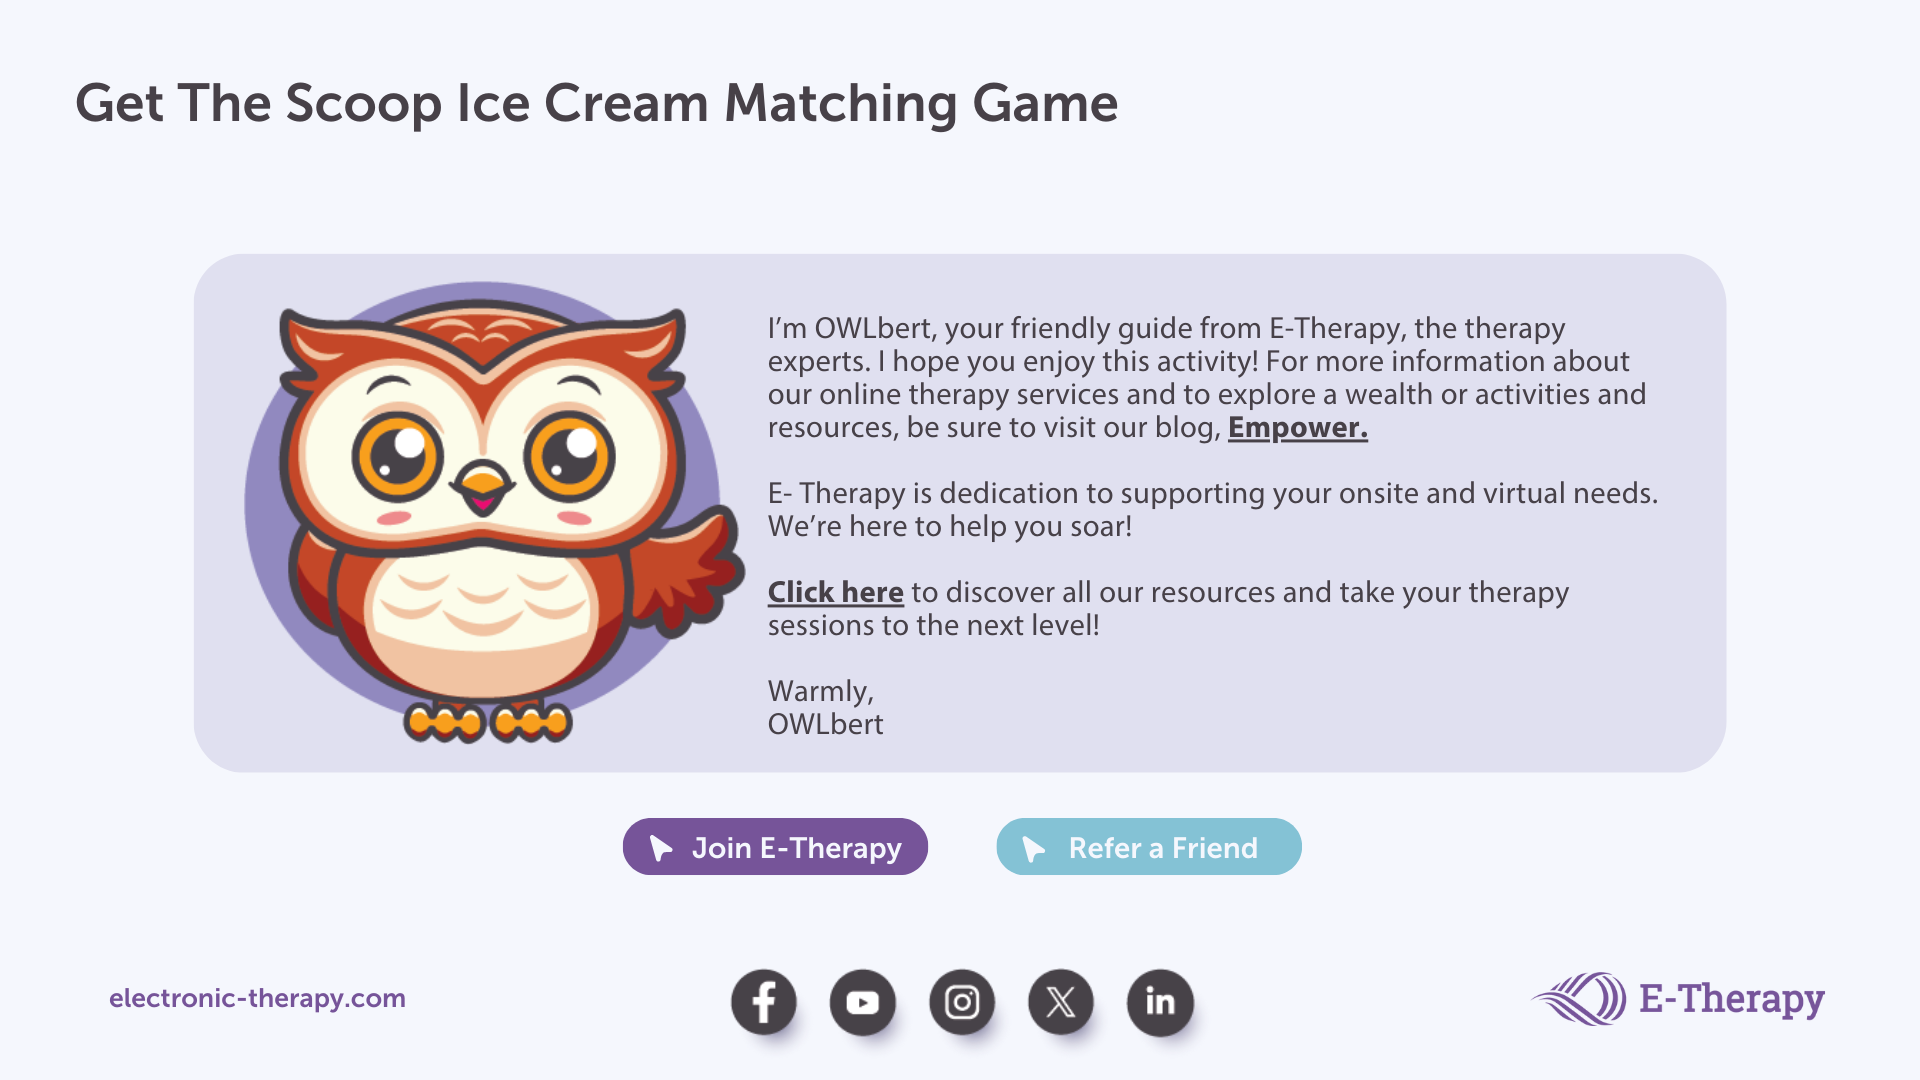 Get The Scoop Ice Cream Matching Game
I’m OWLbert, your friendly guide from E-Therapy, the therapy
experts. I hope you enjoy this activity! For more information about
our online therapy services and to explore a wealth or activities and
resources, be sure to visit our blog, Empower.
E- Therapy is dedication to supporting your onsite and virtual needs.
We’re here to help you soar!
Click here to discover all our resources and take your therapy
sessions to the next level!
Warmly,
OWLbert
Join E-Therapy
Refer a Friend
electronic-therapy.com
E-Therapy